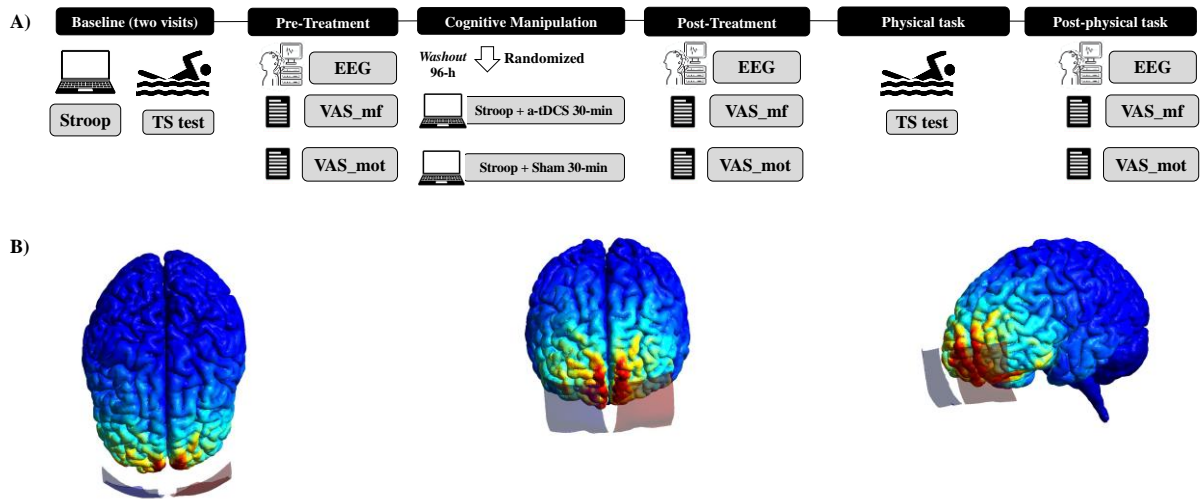 A)
Baseline (two visits)
Pre-Treatment
Cognitive Manipulation
Post-Treatment
Physical task
Post-physical task
Stroop
TS test
EEG
VAS_mf
VAS_mot
Washout
96-h
Randomized
Stroop + a-tDCS 30-min
Stroop + Sham 30-min
EEG
VAS_mf
VAS_mot
TS test
EEG
VAS_mf
VAS_mot
B)